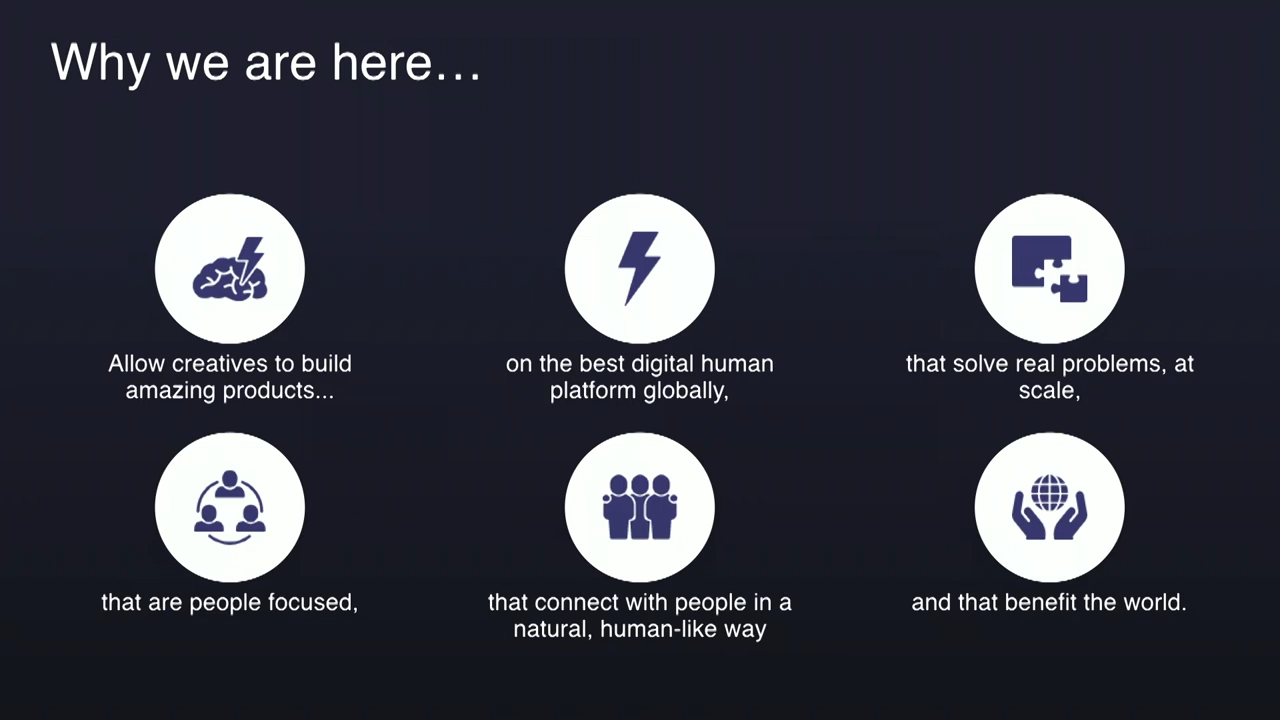 Why we are here…
Allow creatives to build
amazing products...
on the best digital human
platform globally,
that solve real problems, at
scale,
that are people focused,
that connect with people in a
natural, human-like way
and that benefit the world.